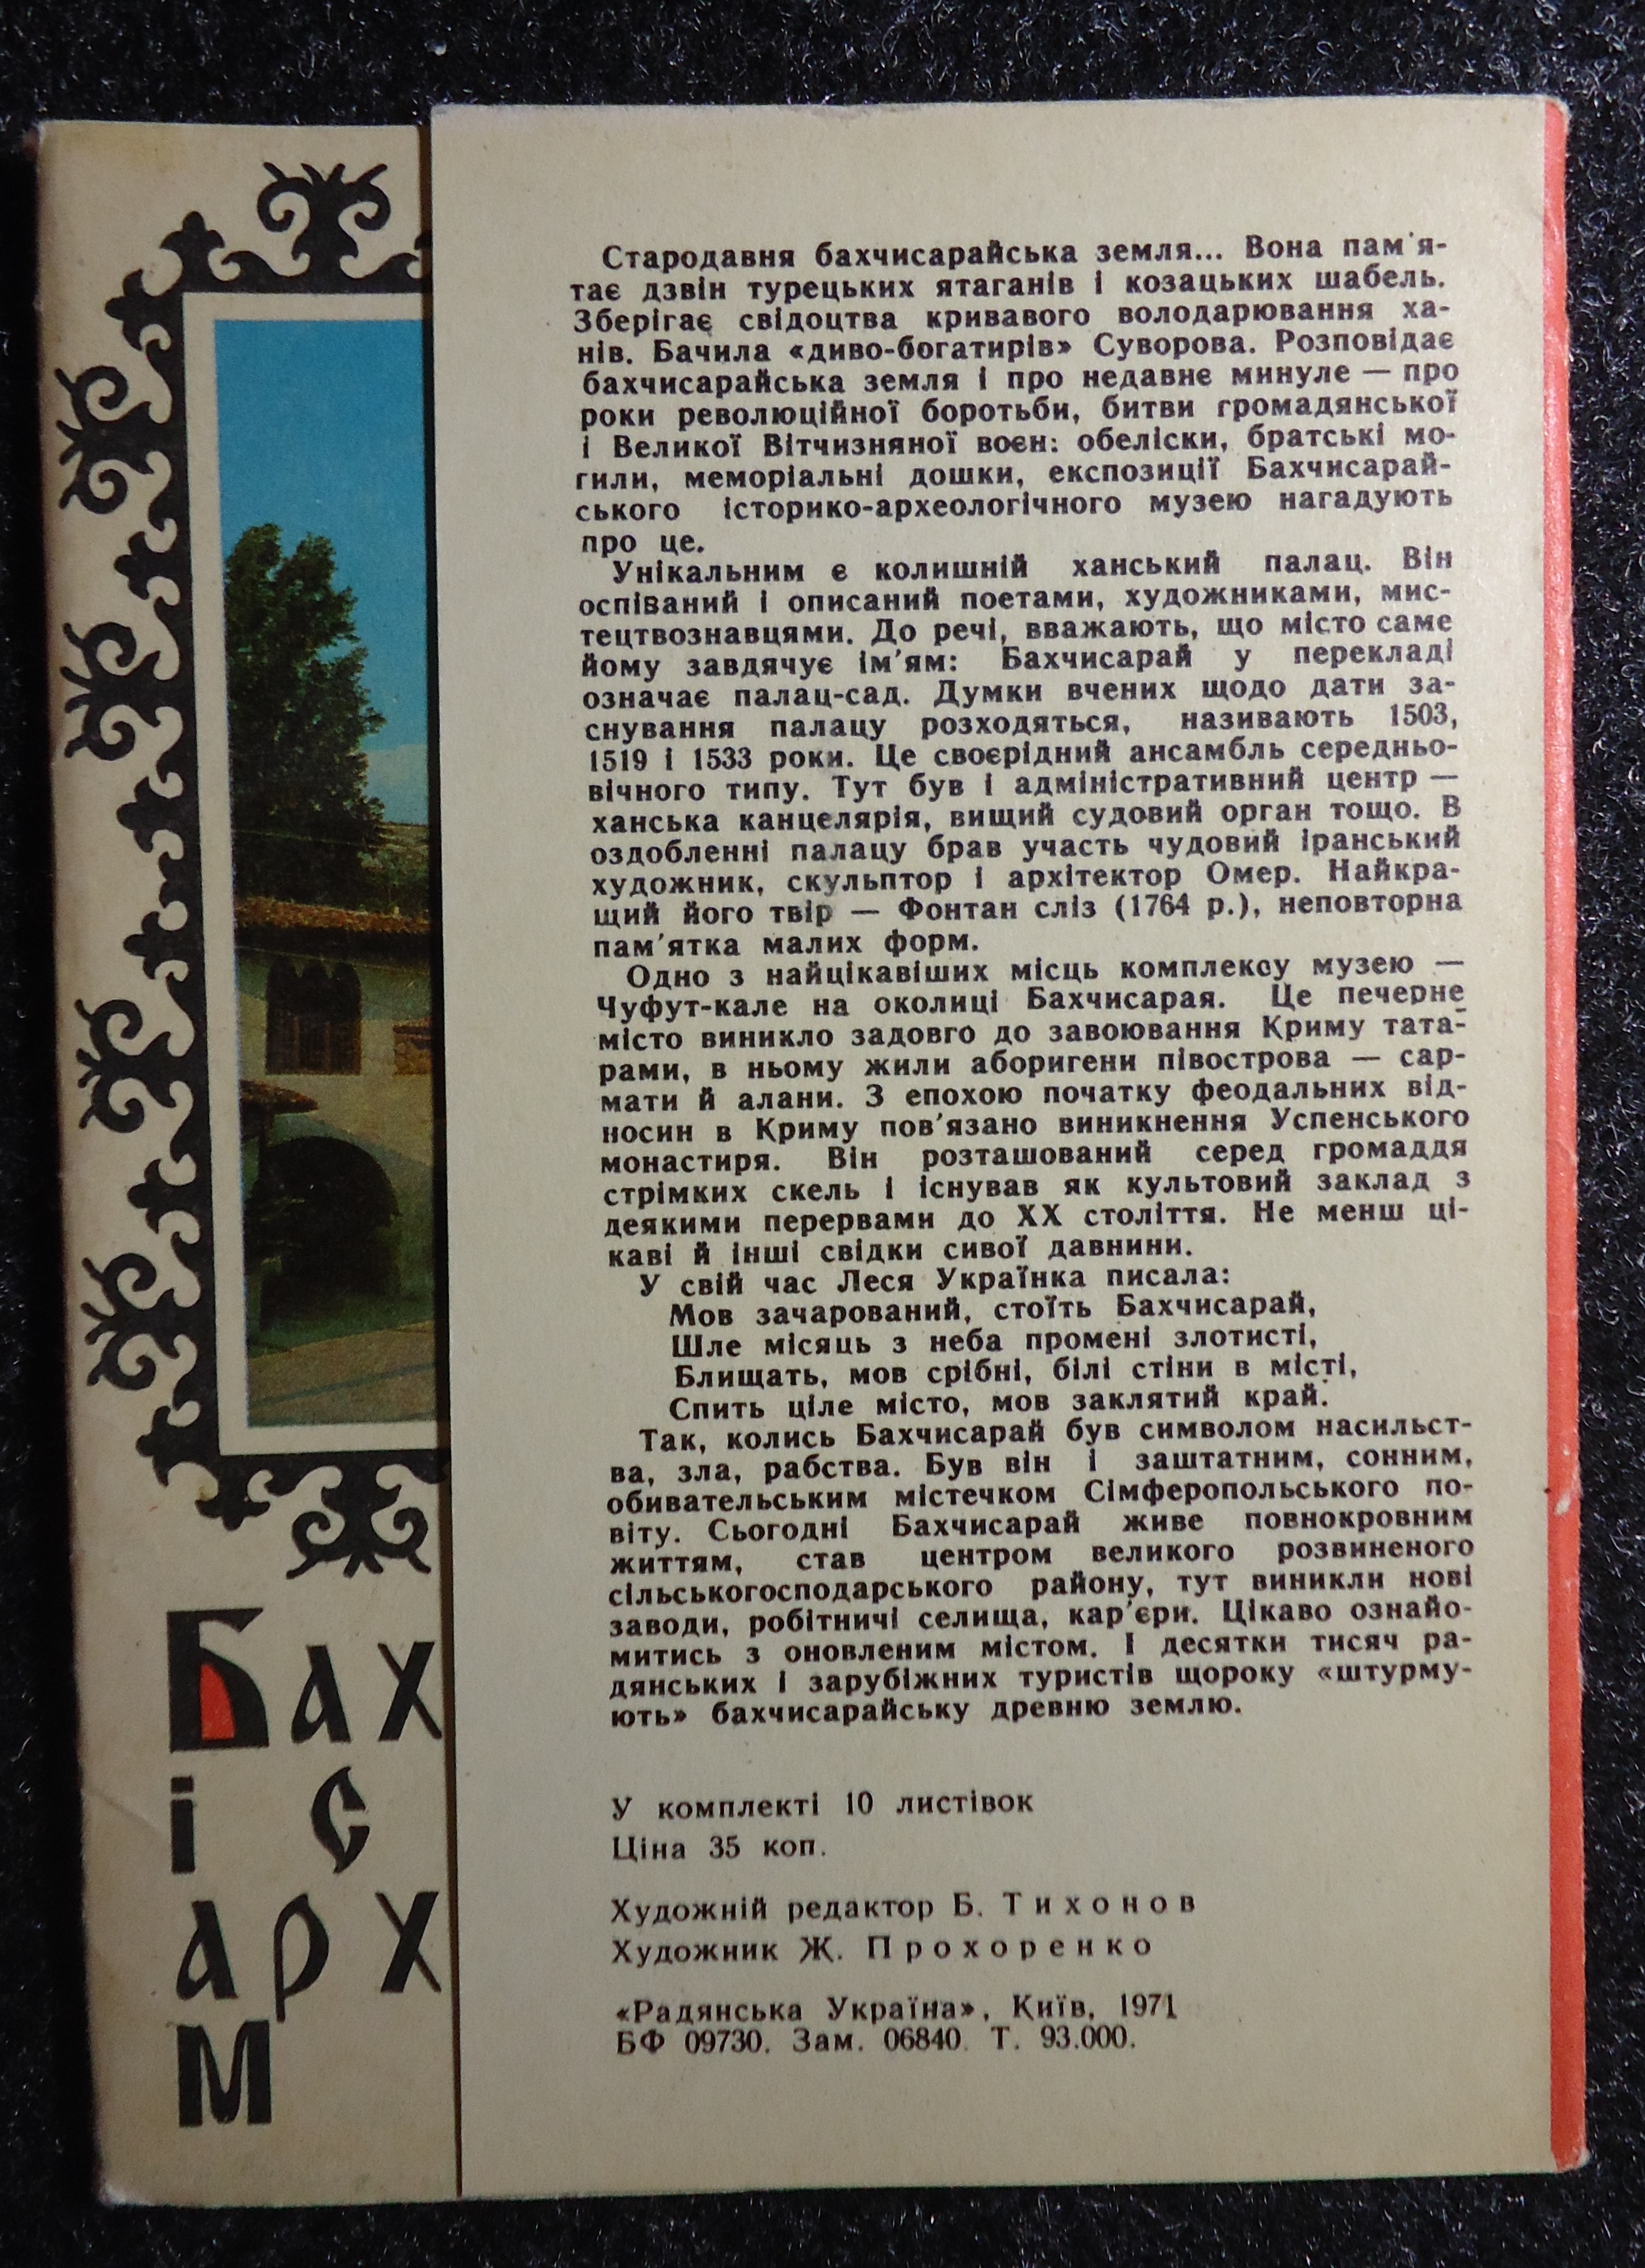 Стародавня бахчисарайська земля... Вона пам'я-
тає дзвін турецьких ятаганів і козацьких шабель.
Зберігає свідоцтва кривавого володарювання ха-
нів. Бачила «диво-богатирів» Суворова. Розповідає
бахчисарайська земля і про недавнє минуле — про
роки революційної боротьби, битви громадянської
і Великої Вітчизняної воєн: обеліски, братські мо-
гили, меморіальні дошки, експозиції Бахчисарай-
ського історико-археологічного музею нагадують
про це.
Унікальним є колишній ханський палац. Він
оспіваний і описаний поетами, художниками, мис-
тецтвознавцями. До речі, вважають, що місто саме
йому завдячує ім'ям: Бахчисарай у перекладі
означає палац-сад. Думки вчених щодо дати за-
снування палацу розходяться, називають 1503,
1519 і 1533 роки. Це своєрідний ансамбль середньо-
вічного типу. Тут був і адміністративний центр —
ханська канцелярія, вищий судовий орган тощо. В
оздобленні палацу брав участь чудовий іранський
художник, скульптор і архітектор Омер. Найкра-
щий його твір — Фонтан сліз (1764 р.), неповторна
пам'ятка малих форм.
Одно з найцікавіших місць комплексу музею —
Чуфут-кале на околиці Бахчисарая. Це печерне
місто виникло задовго до завоювання Криму тата-
рами, в ньому жили аборигени півострова — сар-
мати й алани. З епохою початку феодальних від-
носин в Криму пов'язано виникнення Успенського
монастиря. Він розташований серед громаддя
стрімких скель і існував як культовий заклад з
деякими перервами до XX століття. Не менш ці-
каві й інші свідки сивої давнини.
У свій час Леся Українка писала:
Мов зачарований, стоїть Бахчисарай,
Шле місяць з неба промені злотисті,
Блищать, мов срібні, білі стіни в місті,
Спить ціле місто, мов заклятий край.
Так, колись Бахчисарай був символом насильст-
ва, зла, рабства. Був він і заштатним, сонним,
обивательським містечком Сімферопольського по-
віту. Сьогодні Бахчисарай живе повнокровним
життям, став центром великого розвиненого
сільськогосподарського району, тут виникли нові
заводи, робітничі селища, кар'єри. Цікаво ознайо-
митись з оновленим містом. І десятки тисяч ра-
дянських і зарубіжних туристів щороку «штурму-
ють» бахчисарайську древню землю.
У комплекті 10 листівок
Ціна 35 коп.
Художній редактор Б. Тихонов
Художник Ж. Прохоренко
«Радянська Україна», Київ, 1971
БФ 09730. Зам. 06840. Т. 93.000.
Бах
і с
арх
м